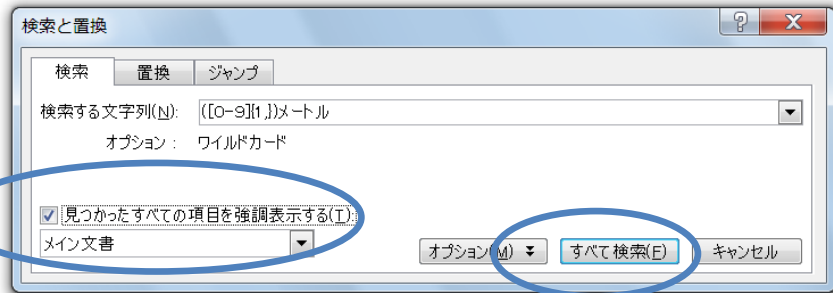 検索と置換
検索 置換 ジャンプ
検索する文字列(N): ([0-9]{1,})メートル
オプション： ワイルドカード
見つかったすべての項目を強調表示する(T):
メイン文書
オプション(M) すべて検索(F) キャンセル